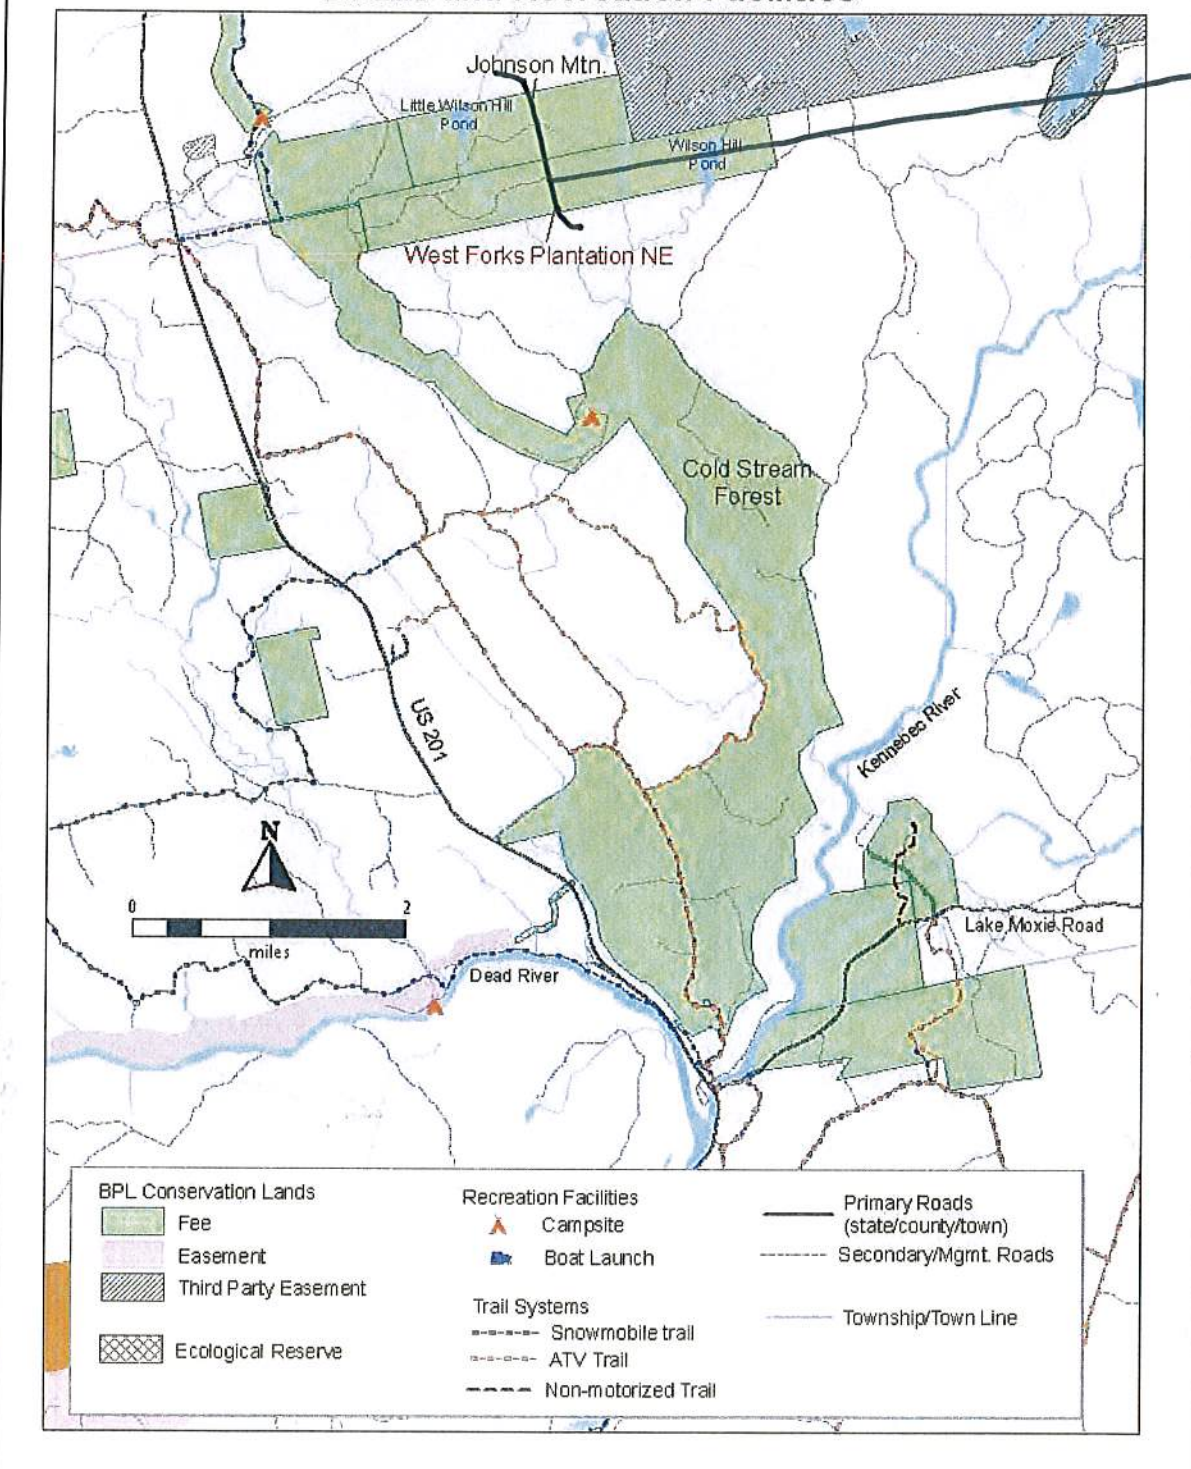 Johnson Mtn.
Little Wilson Hill
Pond
Wilson Hill
Pond
West Forks Plantation NE
Cold Stream
Forest
US 201
Kennebec River
N
0 2
miles
Lake Moxie Road
Dead River
BPL Conservation Lands
Fee
Easement
Third Party Easement
Ecological Reserve
Recreation Facilities
Campsite
Boat Launch
Trail Systems
Snowmobile trail
ATV Trail
Non-motorized Trail
Primary Roads
(state/county/town)
Secondary/Mgmt. Roads
Township/Town Line